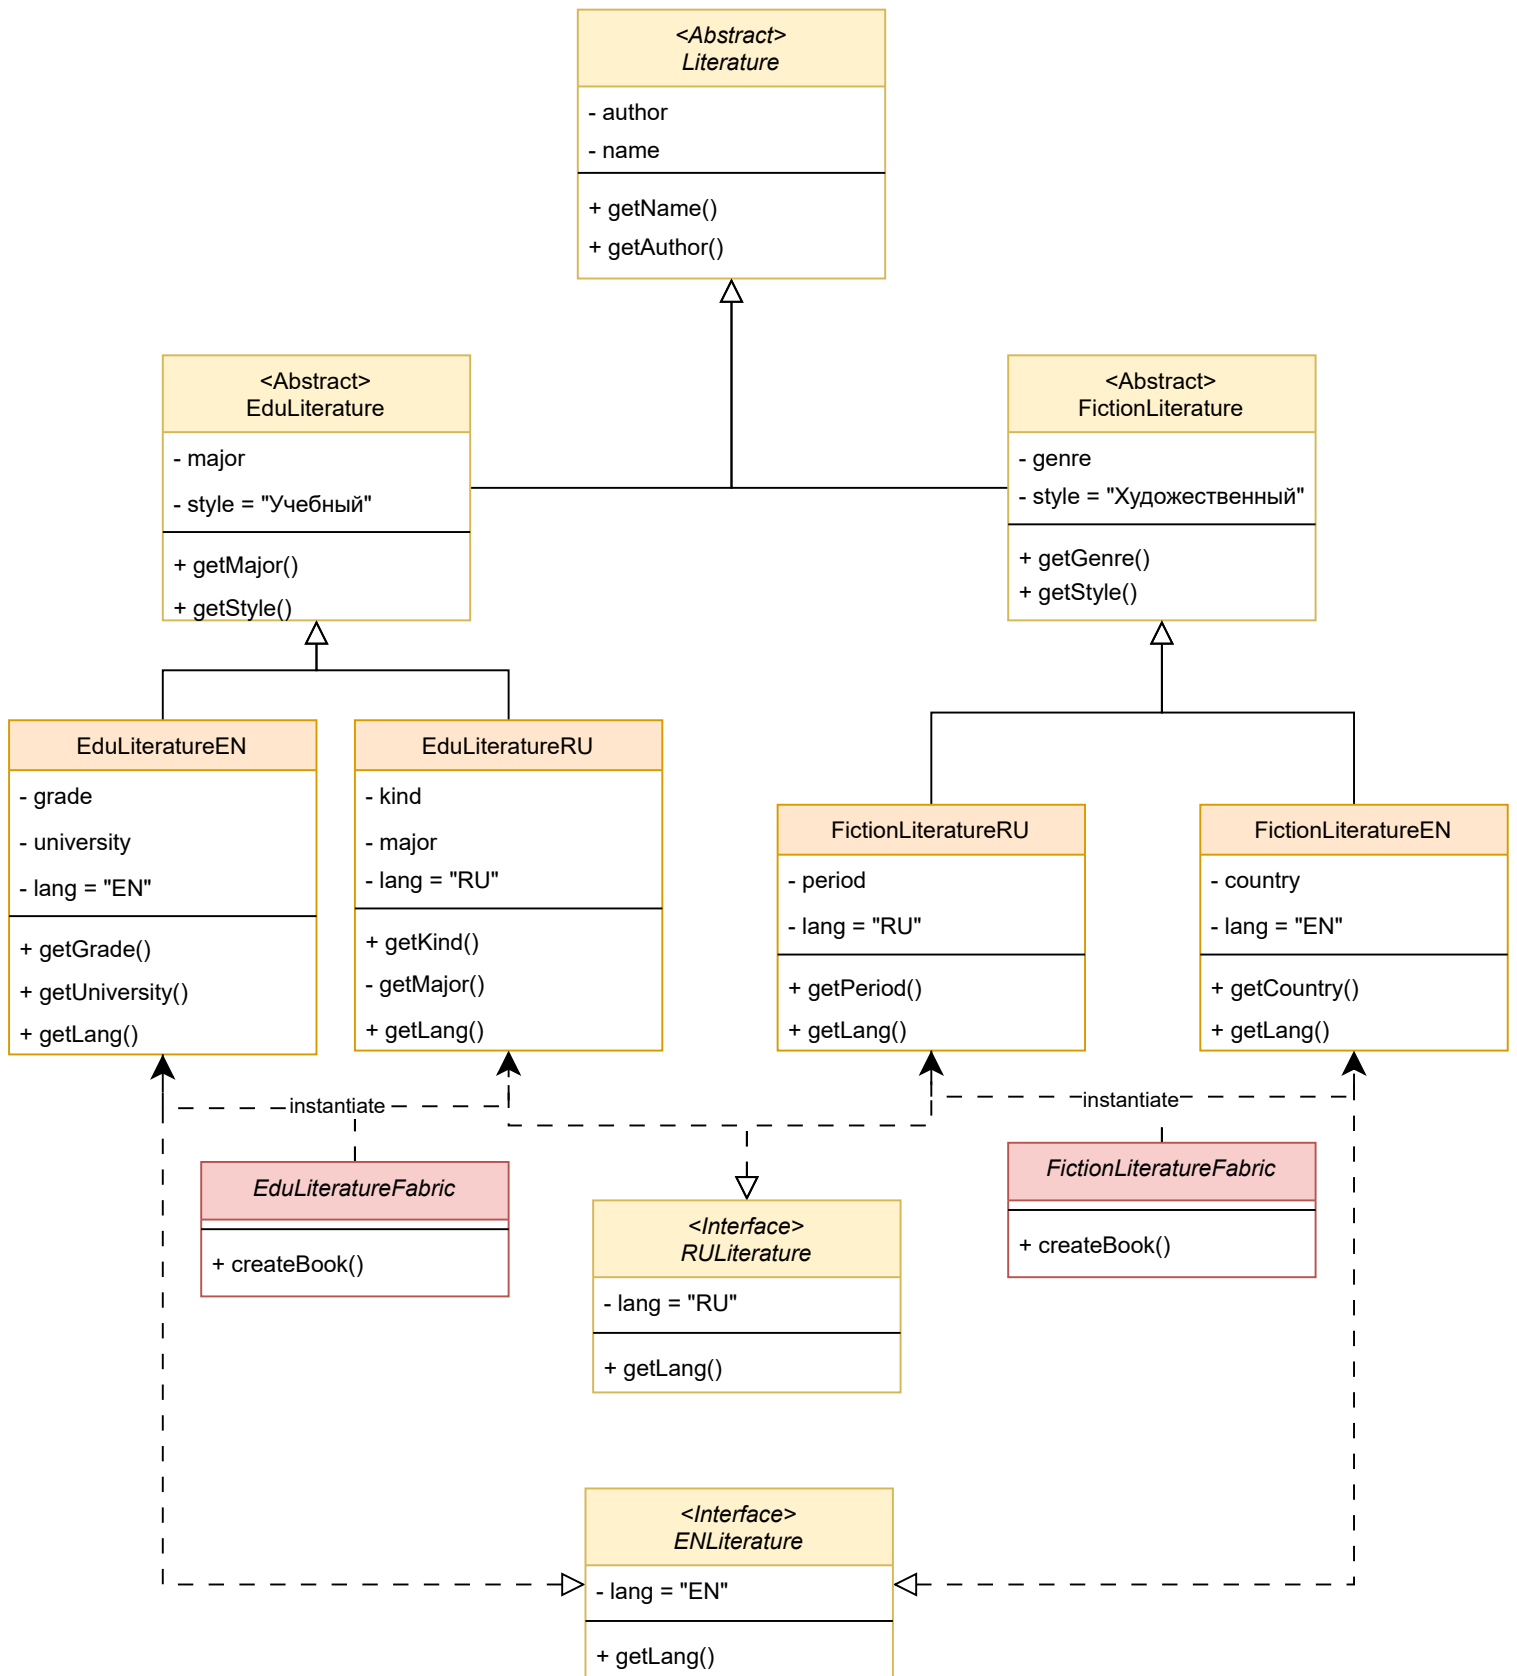 <Abstract>
Literature
- author
- name
+ getName()
+ getAuthor()
<Abstract>
EduLiterature
- major
- style = "Учебный"
+ getMajor()
+ getStyle()
<Abstract>
FictionLiterature
- genre
- style = "Художественный"
+ getGenre()
+ getStyle()
EduLiteratureEN
- grade
- university
- lang = "EN"
+ getGrade()
+ getUniversity()
+ getLang()
EduLiteratureRU
- kind
- major
- lang = "RU"
+ getKind()
- getMajor()
+ getLang()
FictionLiteratureRU
- period
- lang = "RU"
+ getPeriod()
+ getLang()
FictionLiteratureEN
- country
- lang = "EN"
+ getCountry()
+ getLang()
instantiate
instantiate
EduLiteratureFabric
+ createBook()
<Interface>
RULiterature
- lang = "RU"
+ getLang()
FictionLiteratureFabric
+ createBook()
<Interface>
ENLiterature
- lang = "EN"
+ getLang()